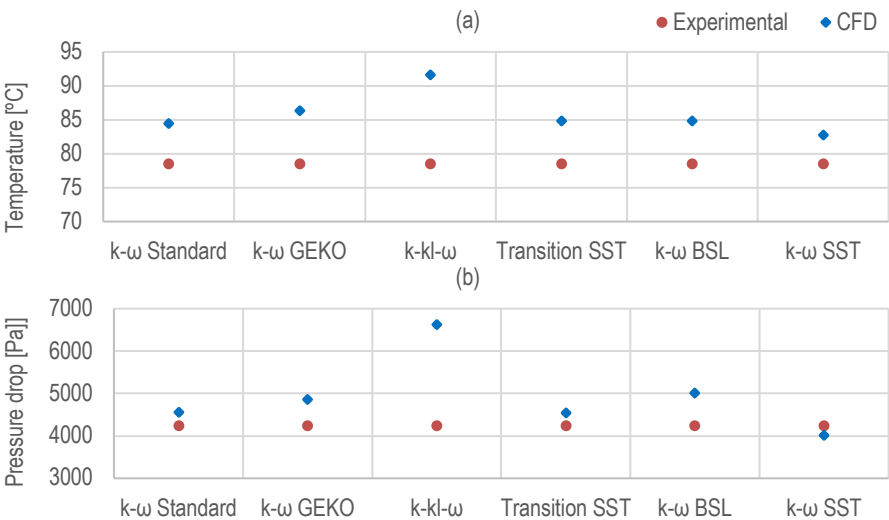 (a)
Experimental
CFD
Temperature [ºC]
95
90
85
80
75
70
k-ω Standard
k-ω GEKO
k-kl-ω
Transition SST
k-ω BSL
k-ω SST
(b)
Pressure drop [Pa]]
7000
6000
5000
4000
3000
k-ω Standard
k-ω GEKO
k-kl-ω
Transition SST
k-ω BSL
k-ω SST